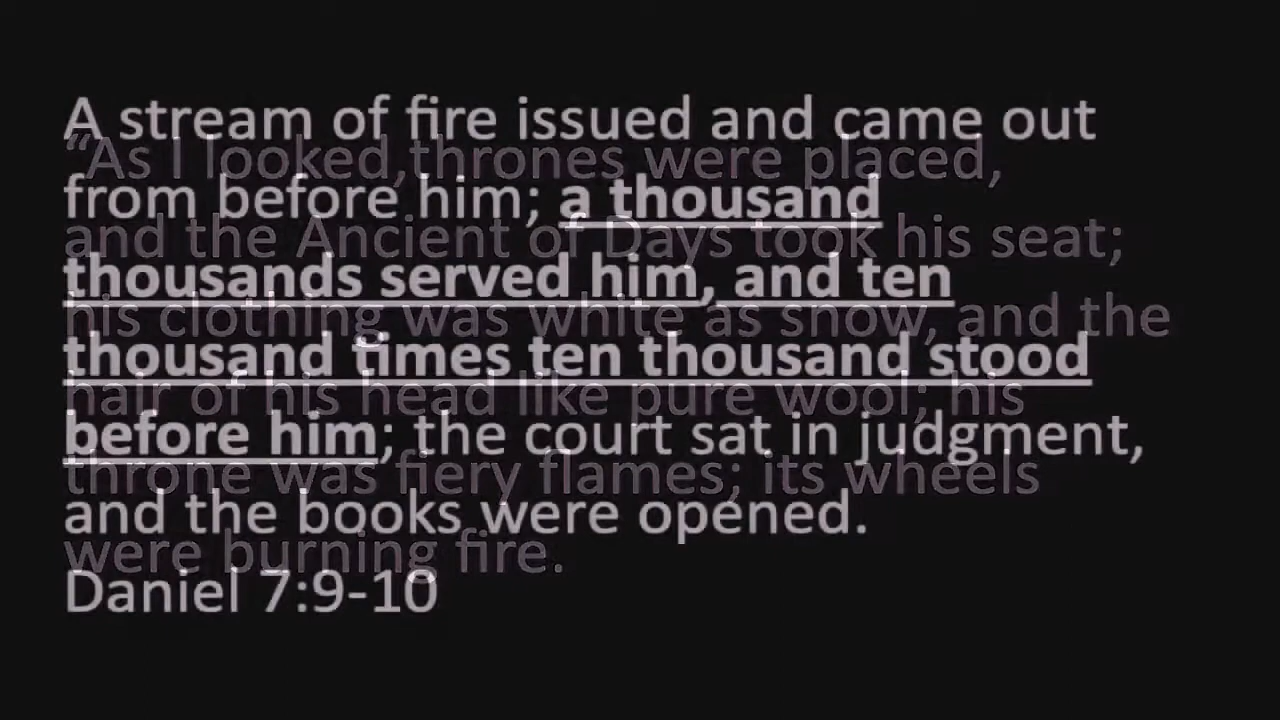 A stream of fire issued and came out
“As I looked, thrones were placed,
from before him; a thousand
and the Ancient of Days took his seat;
thousands served him, and ten
his clothing was white as snow, and the
thousand times ten thousand stood
hair of his head like pure wool; his
before him; the court sat in judgment,
throne was fiery flames; its wheels
and the books were opened.
were burning fire.
Daniel 7:9-10